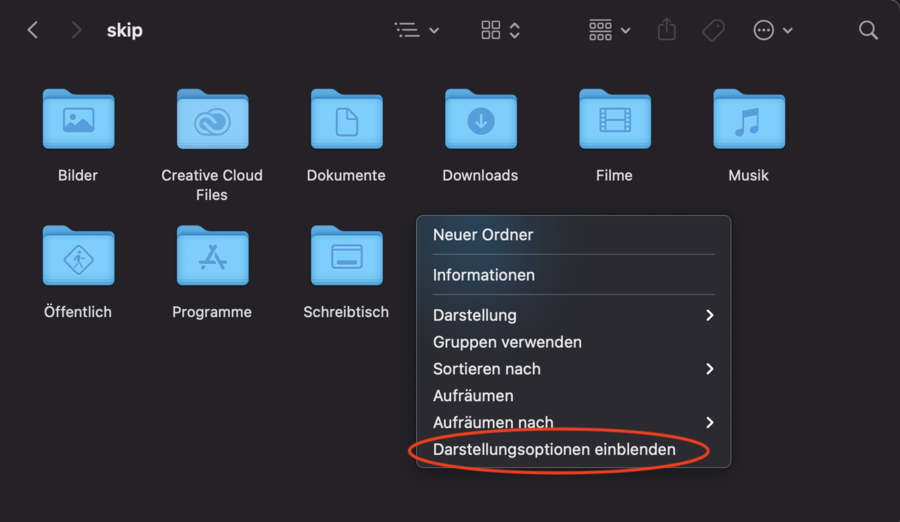 skip
Bilder
Creative Cloud
Files
Dokumente
Downloads
Filme
Musik
Öffentlich
Programme
Schreibtisch
Neuer Ordner
Informationen
Darstellung
Gruppen verwenden
Sortieren nach
Aufräumen
Aufräumen nach
Darstellungsoptionen einblenden